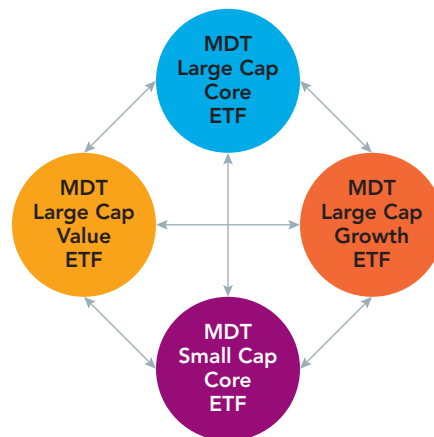 MDT
Large Cap
Core
ETF
MDT
Large Cap
Value
ETF
MDT
Large Cap
Growth
ETF
MDT
Small Cap
Core
ETF